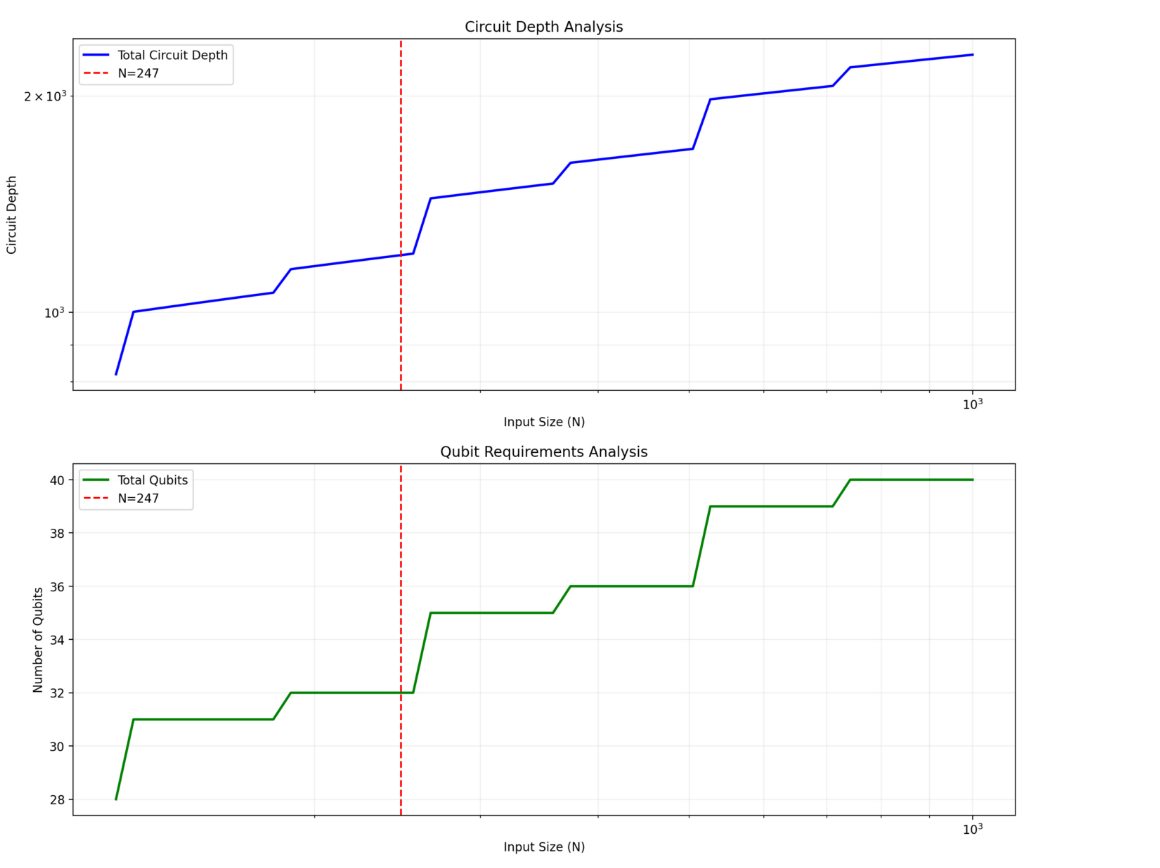 Circuit Depth Analysis
Total Circuit Depth
N=247
2 × 10³
10³
Circuit Depth
10³
Input Size (N)
Qubit Requirements Analysis
Total Qubits
N=247
40
38
36
34
32
30
28
Number of Qubits
10³
Input Size (N)